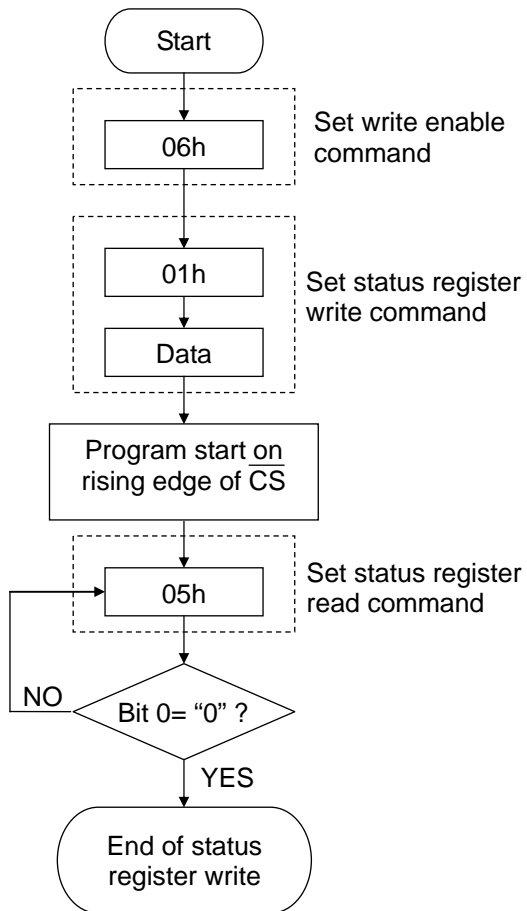 Start
06h
Set write enable
command
01h
Set status register
write command
Data
Program start on
rising edge of C̅S̅
05h
Set status register
read command
NO
Bit 0= “0” ?
YES
End of status
register write